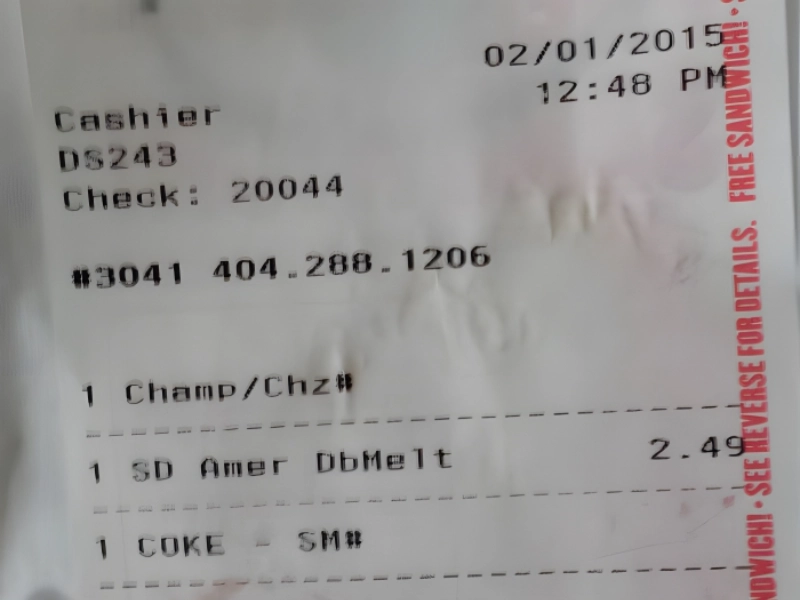 02/01/2015
12:48 PM
Cashier
DS243
Check: 20044
#3041 404.288.1206
1 Champ/Chz#
1 SD Amer DbMelt 2.49
1 COKE - SM#
NDWICH! • SEE REVERSE FOR DETAILS. FREE SANDWICH! •